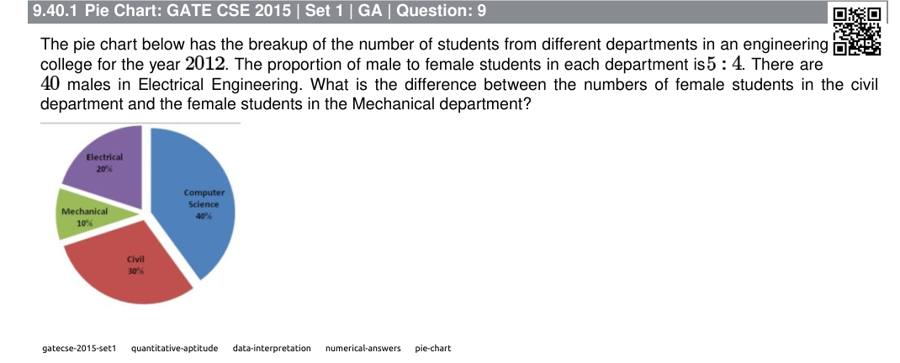 9.40.1 Pie Chart: GATE CSE 2015 | Set 1 | GA | Question: 9
The pie chart below has the breakup of the number of students from different departments in an engineering
college for the year 2012. The proportion of male to female students in each department is5 : 4. There are
40 males in Electrical Engineering. What is the difference between the numbers of female students in the civil
department and the female students in the Mechanical department?
Electrical
20%
Computer
Science
40%
Mechanical
10%
Civil
30%
gatecse-2015-set1 quantitative-aptitude data-interpretation numerical-answers pie-chart